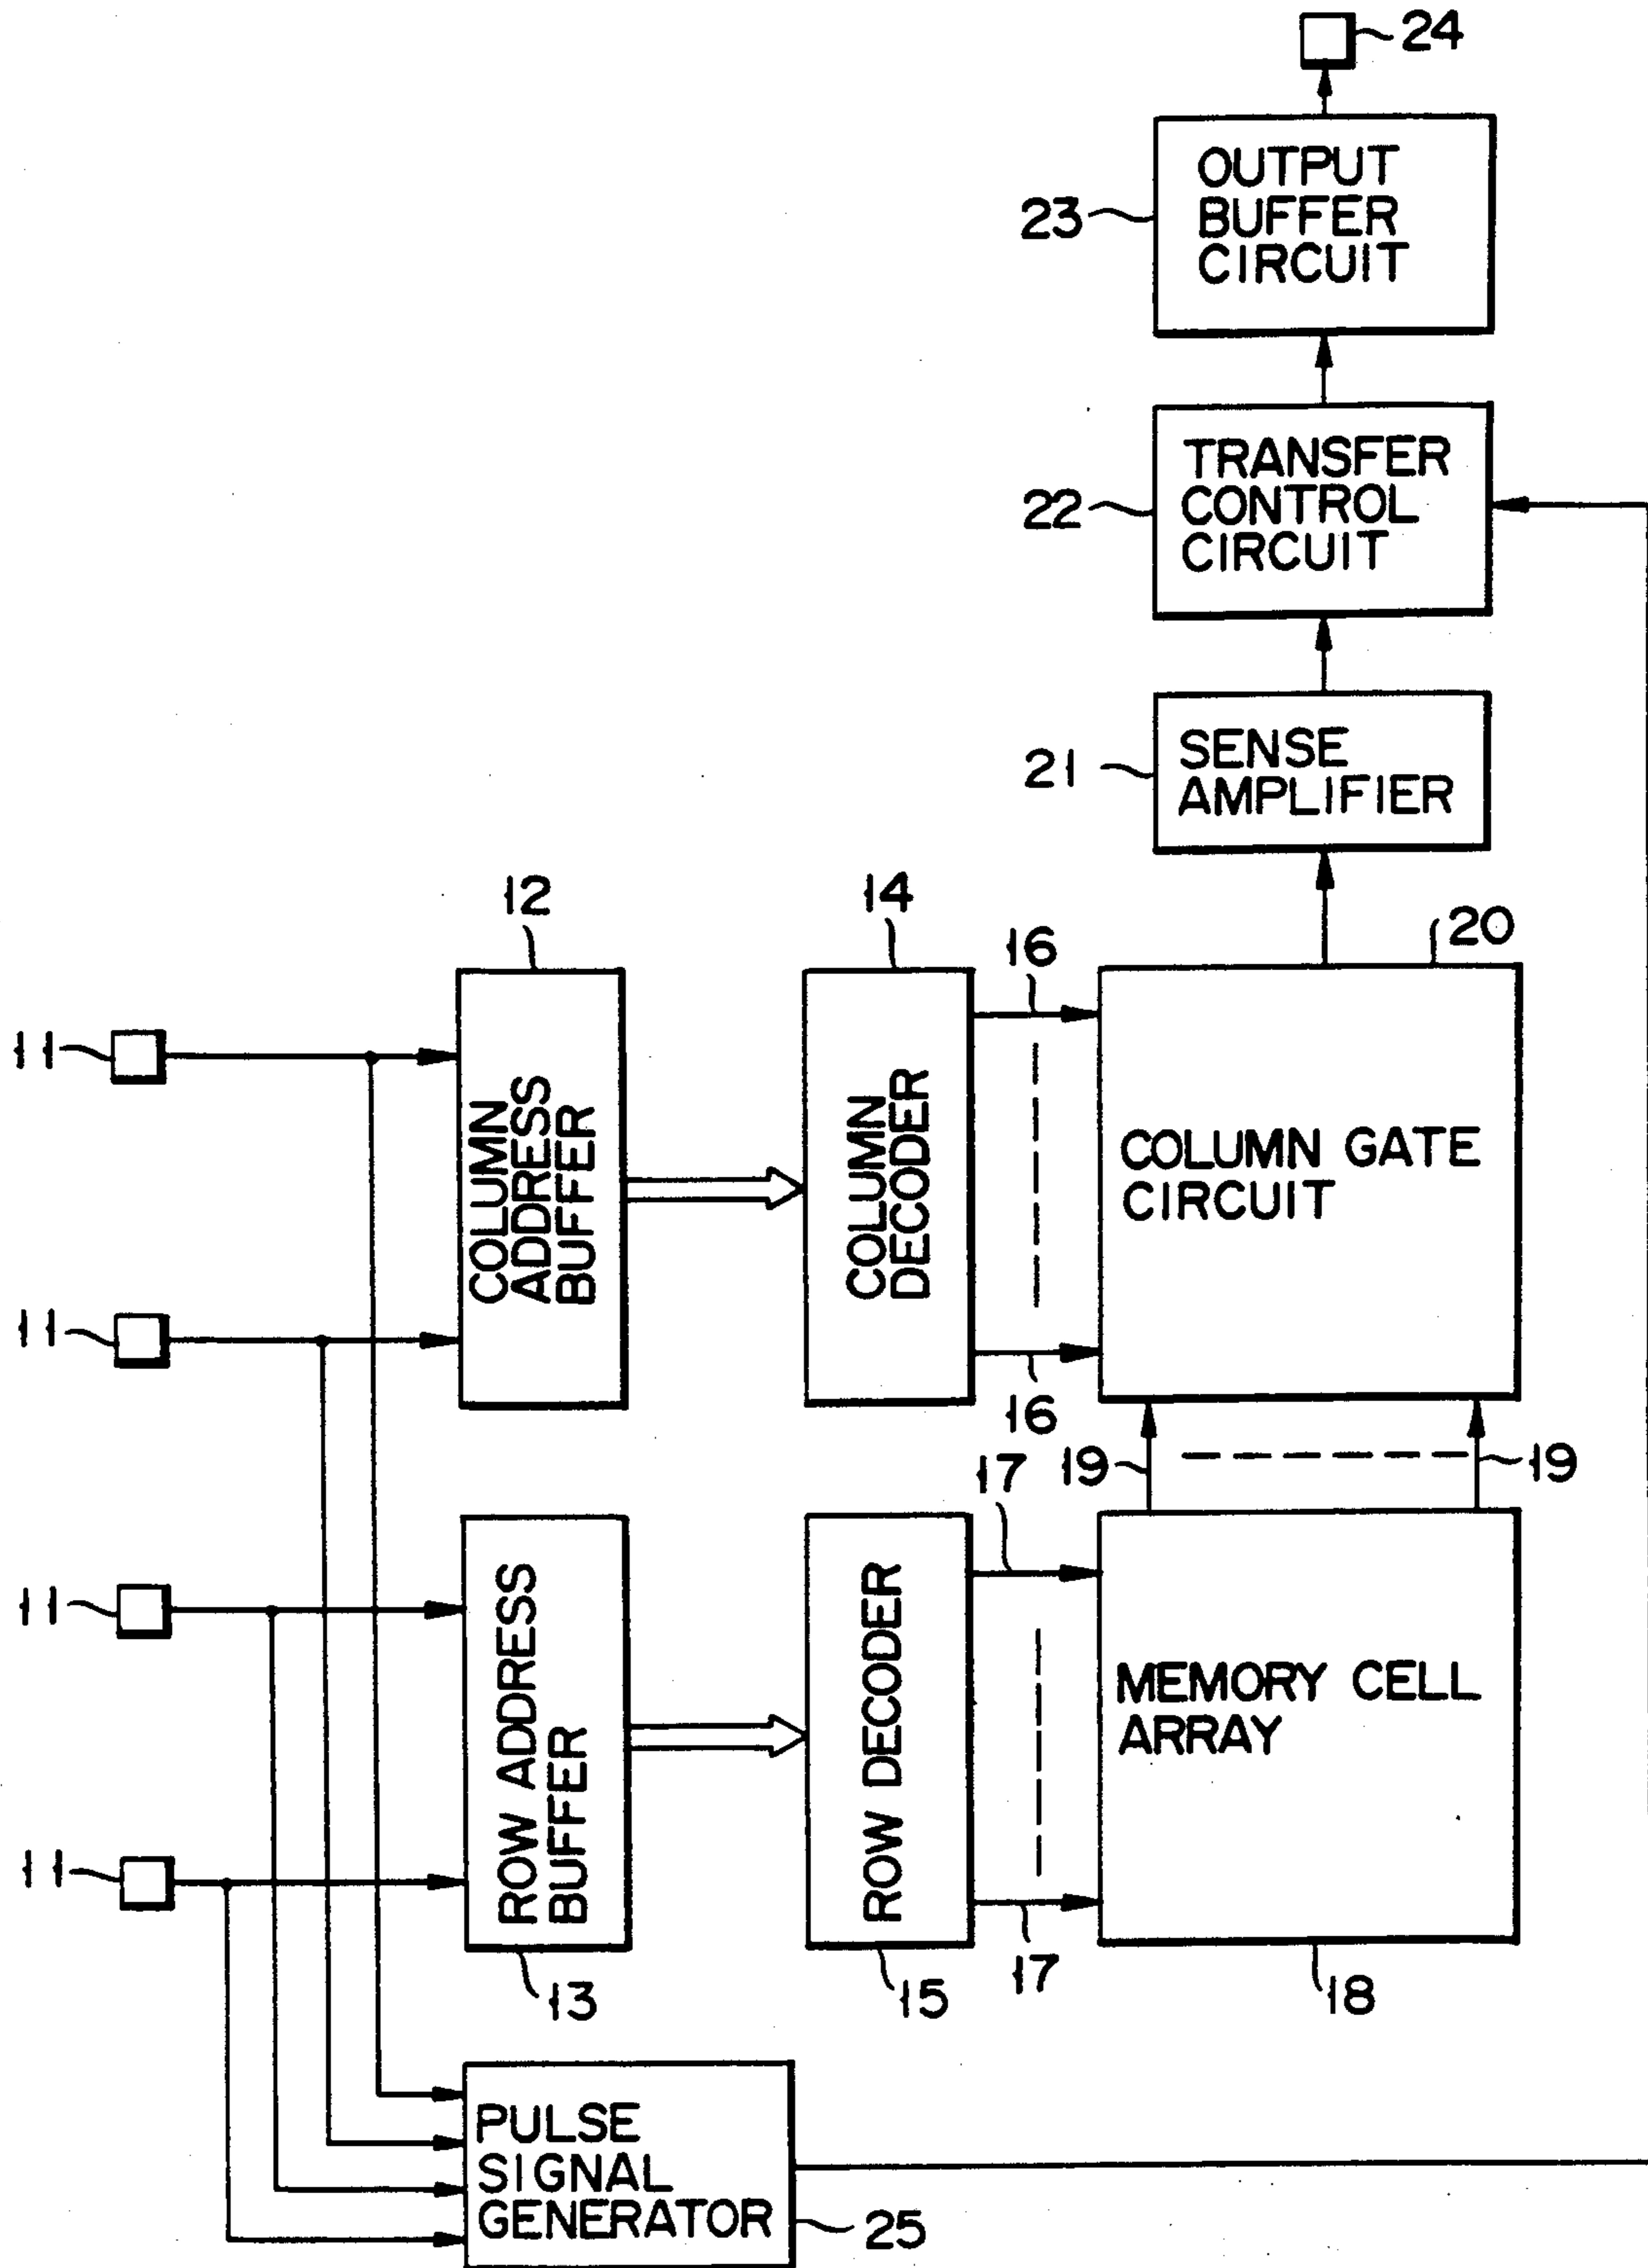 24
OUTPUT
BUFFER
CIRCUIT
23
TRANSFER
CONTROL
CIRCUIT
22
SENSE
AMPLIFIER
21
12
14
16
20
11
COLUMN
ADDRESS
BUFFER
COLUMN
DECODER
COLUMN GATE
CIRCUIT
11
16
17
19
19
11
ROW ADDRESS
BUFFER
ROW DECODER
MEMORY CELL
ARRAY
11
13
15
17
18
PULSE
SIGNAL
GENERATOR
25